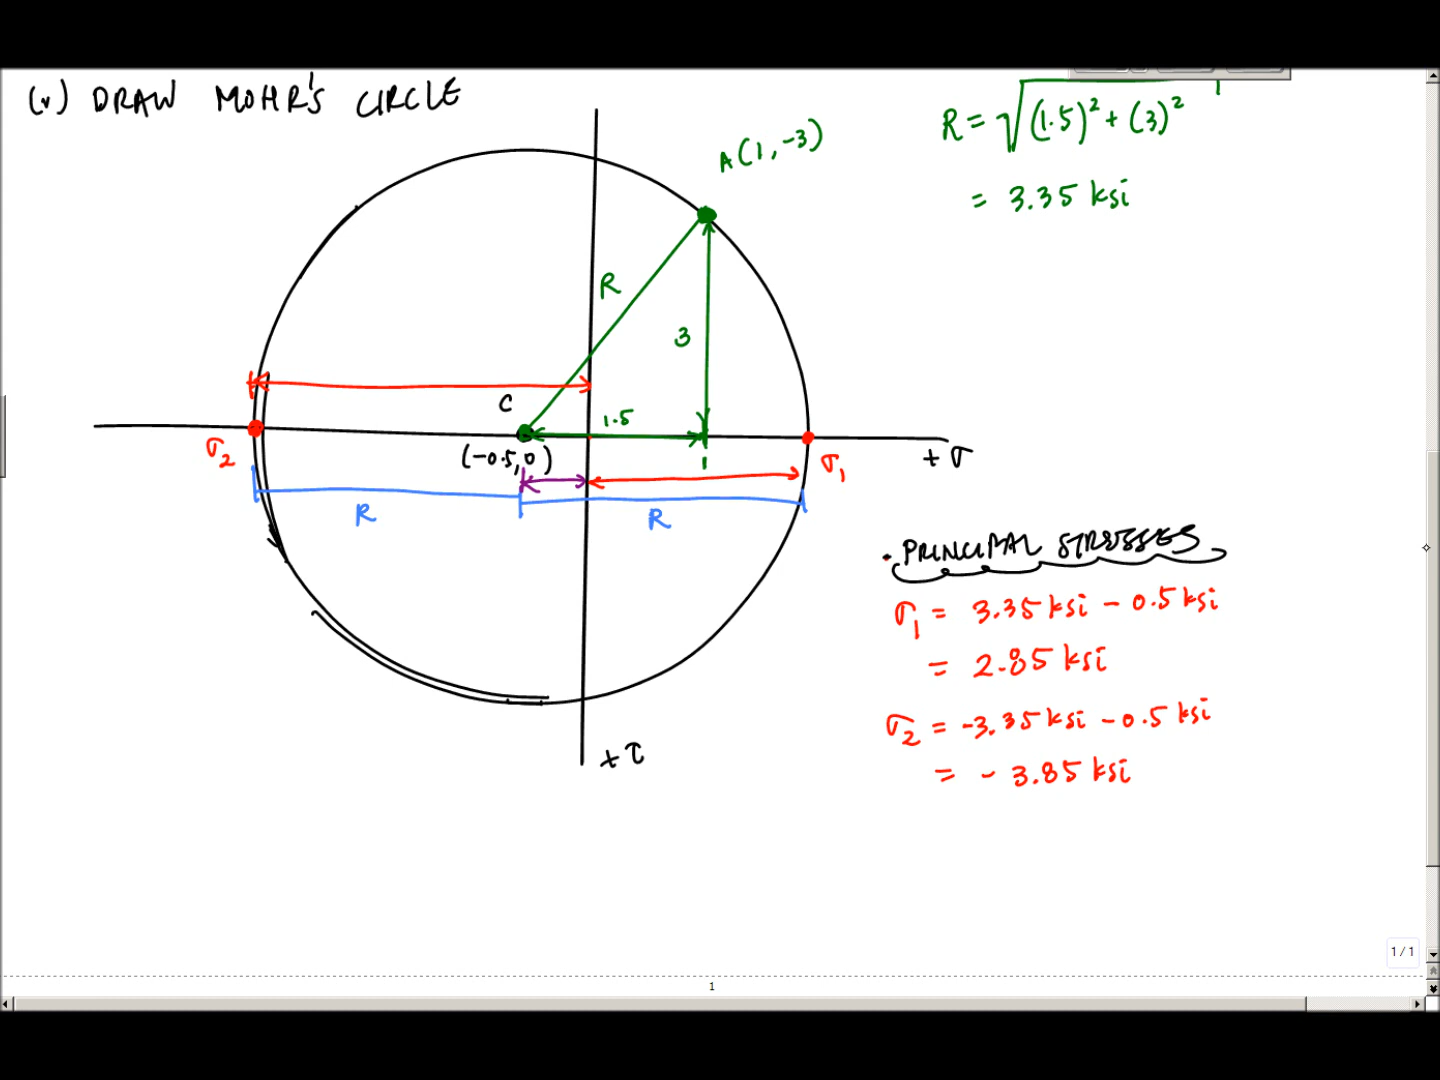 (v) DRAW MOHR'S CIRCLE
R = √(1.5)² + (3)²
= 3.35 ksi
A(1, -3)
R
3
C
1.5
(-0.5, 0)
1
σ2
σ1
+ σ
R
R
+ τ
• PRINCIPAL STRESSES
σ1 = 3.35 ksi - 0.5 ksi
= 2.85 ksi
σ2 = -3.35 ksi - 0.5 ksi
= - 3.85 ksi
1 / 1
1